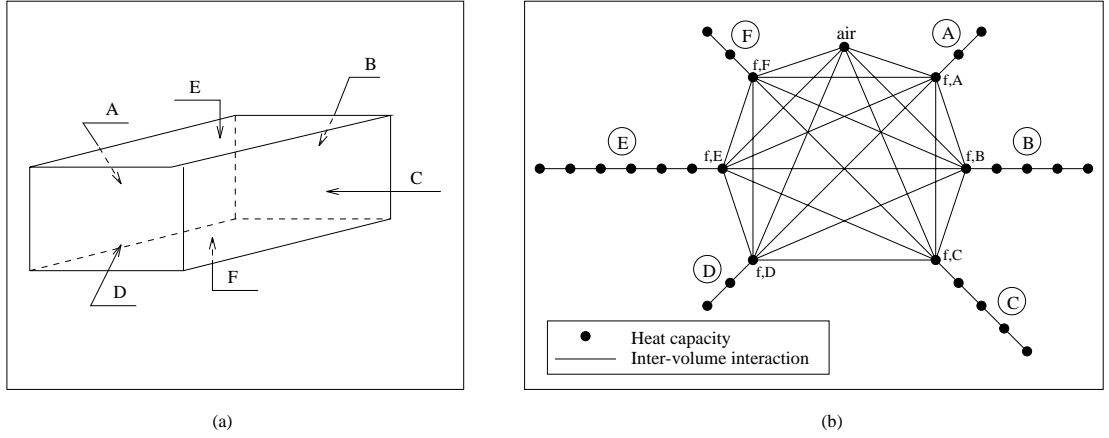 E
B
A
C
D
F
(a)
F
air
A
f,F
f,A
E
f,E
f,B
B
D
f,D
f,C
C
Heat capacity
Inter-volume interaction
(b)